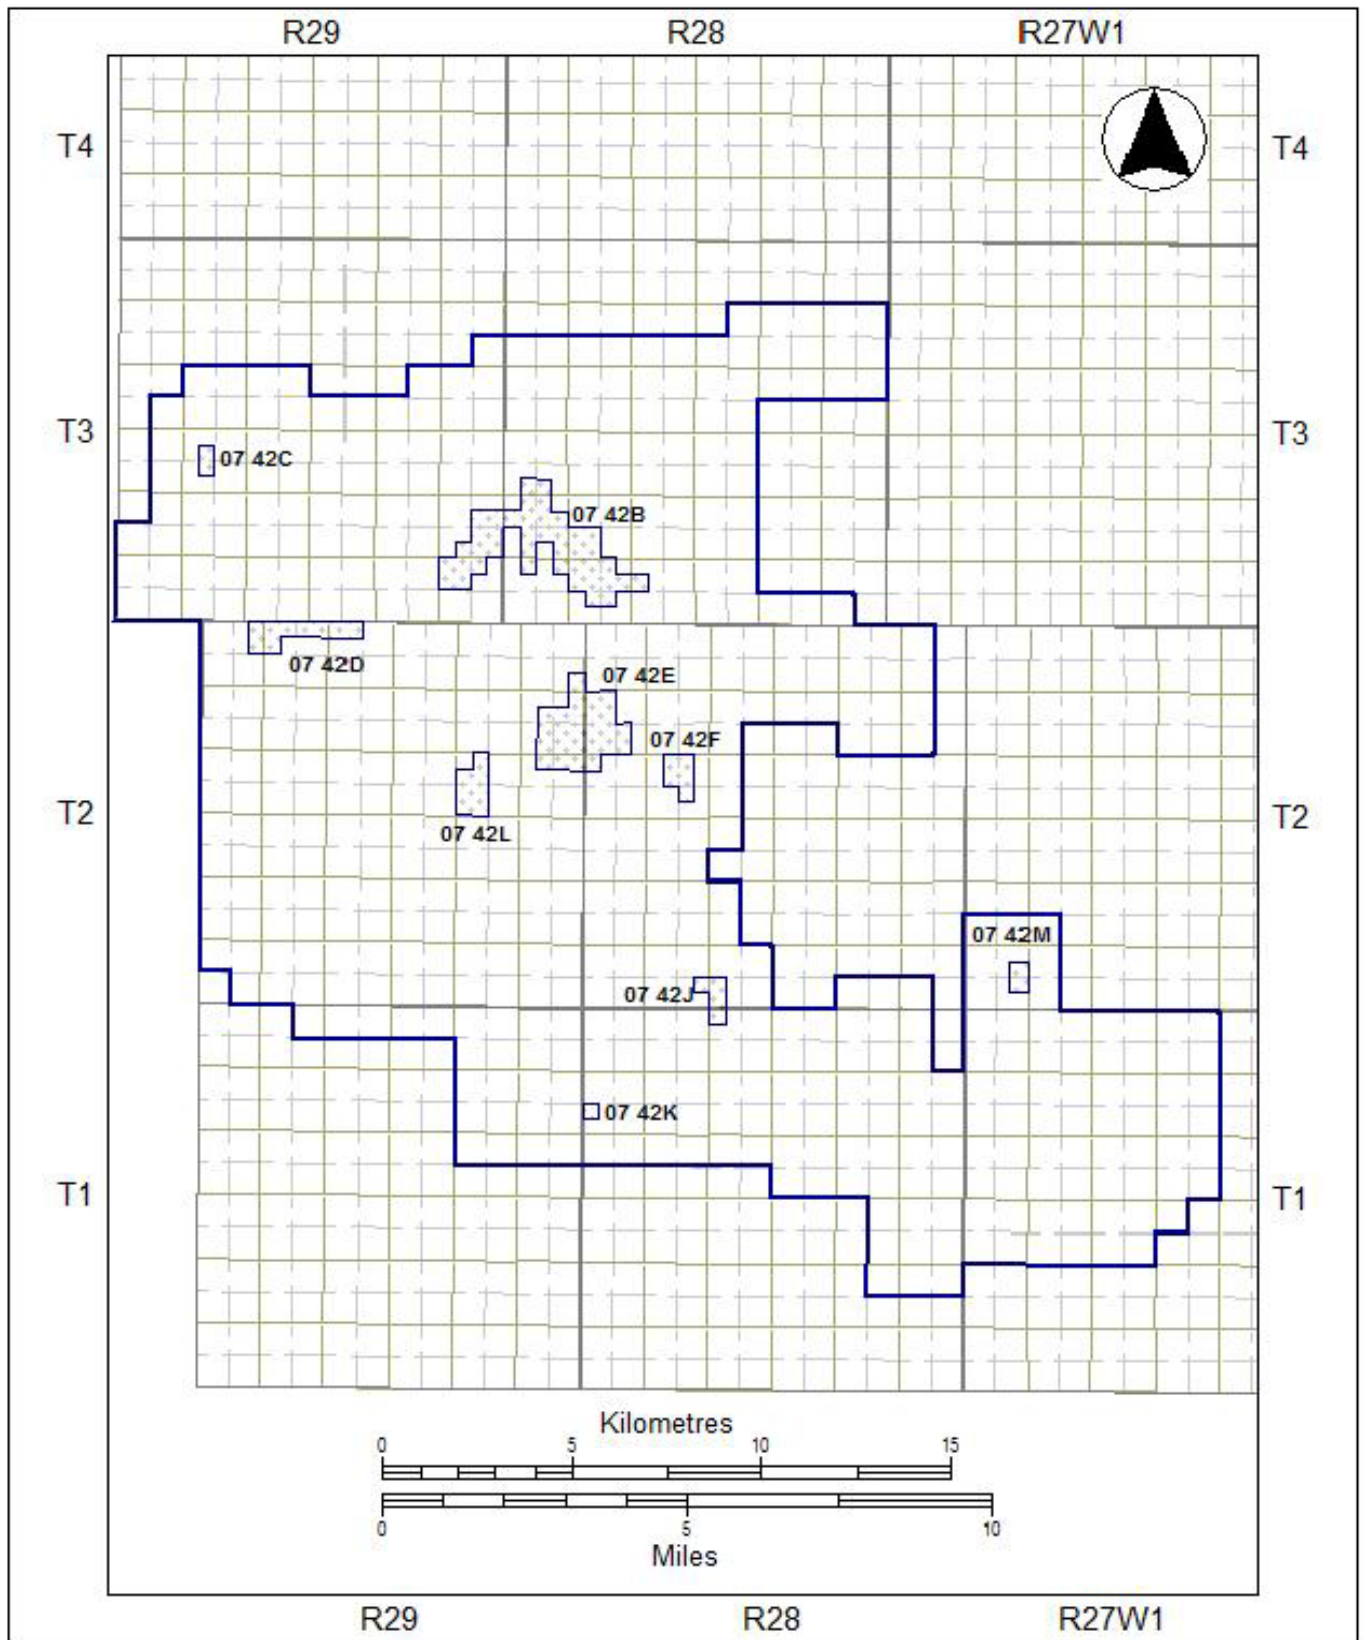 R29 R28 R27W1
T4 T4
T3 T3
07 42C
07 42B
07 42D
07 42E
07 42F
T2 T2
07 42L
07 42M
07 42J
07 42K
T1 T1
Kilometres
0 5 10 15
0 5 10
Miles
R29 R28 R27W1